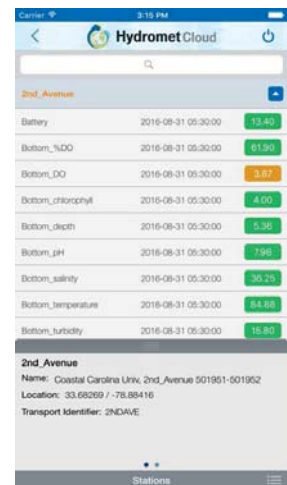 Carrier 3:15 PM
Hydromet Cloud
2nd_Avenue
Battery 2016-08-31 05:30:00 13.40
Bottom_%DO 2016-08-31 05:30:00 61.90
Bottom_DO 2016-08-31 05:30:00 3.67
Bottom_chlorophyll 2016-08-31 05:30:00 4.00
Bottom_depth 2016-08-31 05:30:00 5.36
Bottom_pH 2016-08-31 05:30:00 7.96
Bottom_salinity 2016-08-31 05:30:00 36.25
Bottom_temperature 2016-08-31 05:30:00 84.88
Bottom_turbidity 2016-08-31 05:30:00 15.80
2nd_Avenue
Name: Coastal Carolina Univ, 2nd_Avenue 501951-501952
Location: 33.68269 / -78.88416
Transport Identifier: 2NDAVE
Stations